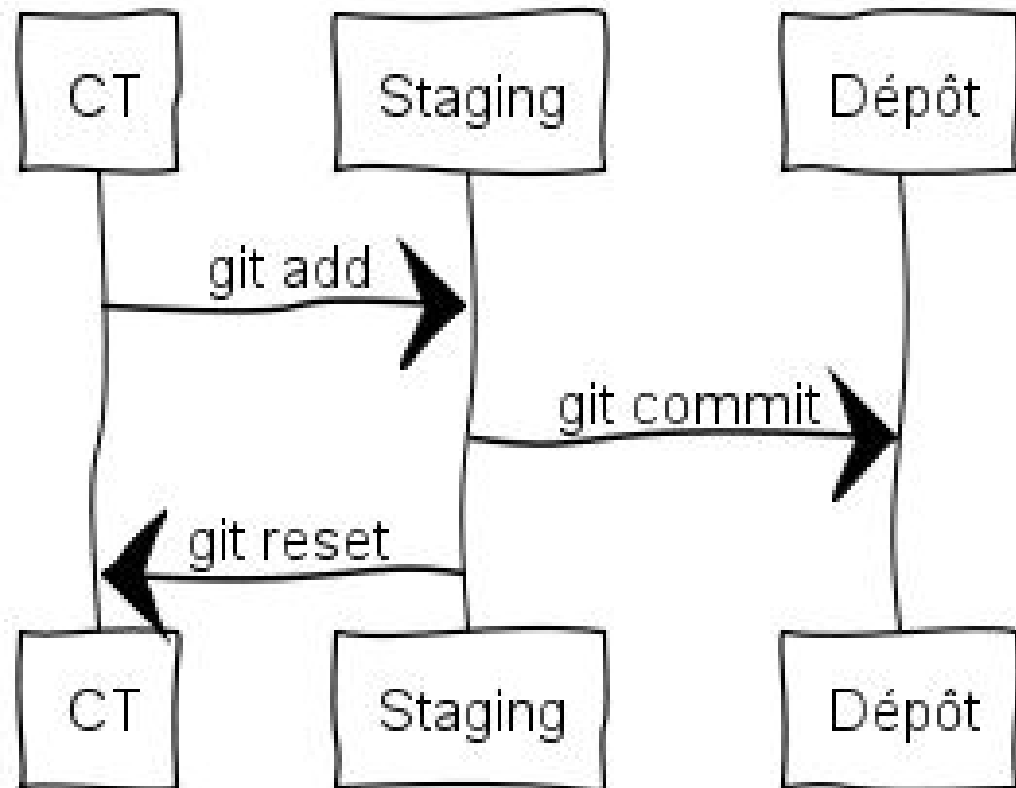 CT
Staging
Dépôt
git add
git commit
git reset
CT
Staging
Dépôt